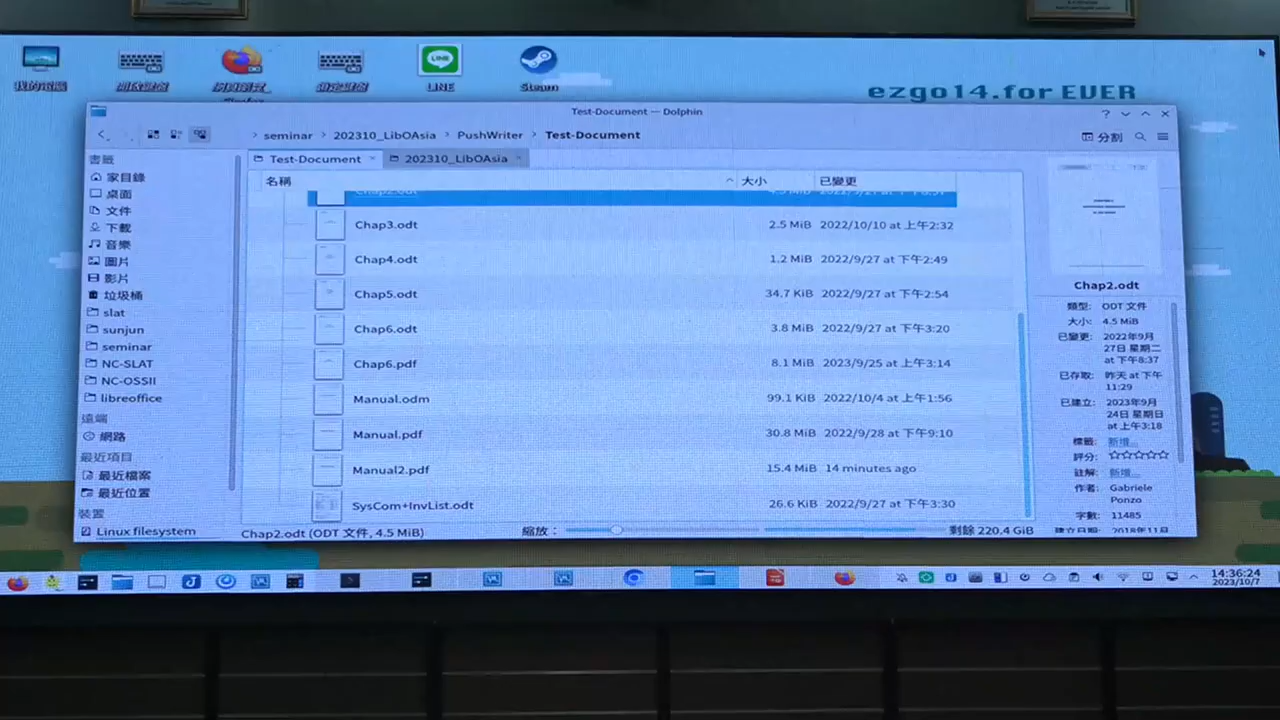 LINE
Steam
ezgo14.for EVER
Test-Document — Dolphin
seminar > 202310_LibOAsia > PushWriter > Test-Document
分割
書籤
Test-Document
202310_LibOAsia
名稱 大小 已變更
家目錄
桌面
文件
下載
音樂
圖片
影片
垃圾桶
slat
sunjun
seminar
NC-SLAT
NC-OSSII
libreoffice
遠端
網路
最近項目
最近檔案
最近位置
裝置
Linux filesystem
Chap2.odt
Chap3.odt 2.5 MiB 2022/10/10 at 上午2:32
Chap4.odt 1.2 MiB 2022/9/27 at 下午2:49
Chap5.odt 34.7 KiB 2022/9/27 at 下午2:54
Chap6.odt 3.8 MiB 2022/9/27 at 下午3:20
Chap6.pdf 8.1 MiB 2023/9/25 at 上午3:14
Manual.odm 99.1 KiB 2022/10/4 at 上午1:56
Manual.pdf 30.8 MiB 2022/9/28 at 下午9:10
Manual2.pdf 15.4 MiB 14 minutes ago
SysCom+InvList.odt 26.6 KiB 2022/9/27 at 下午3:30
Chap2.odt (ODT 文件, 4.5 MiB)
縮放：
剩餘 220.4 GiB
Chap2.odt
類型: ODT 文件
大小: 4.5 MiB
已變更: 2022年9月
27日 星期二
at 下午8:37
已存取: 昨天 at 下午
11:29
已建立: 2023年9月
24日 星期日
at 上午3:18
標籤: 新增...
評分: ☆☆☆☆☆
註解: 新增...
作者: Gabriele
Ponzo
字數: 11485
建立日期: 2018年11月
14:36:24
2023/10/7